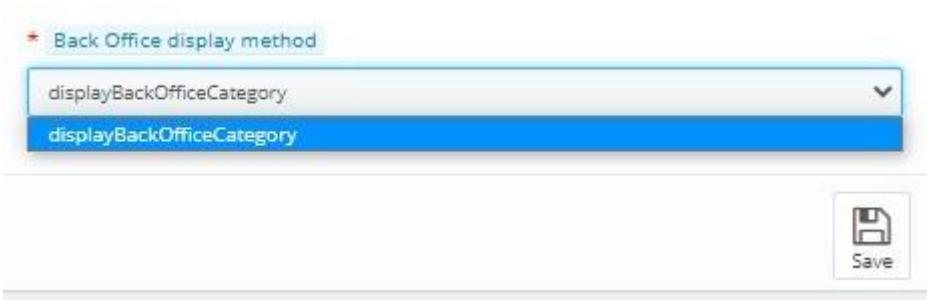 * Back Office display method
displayBackOfficeCategory
displayBackOfficeCategory
Save